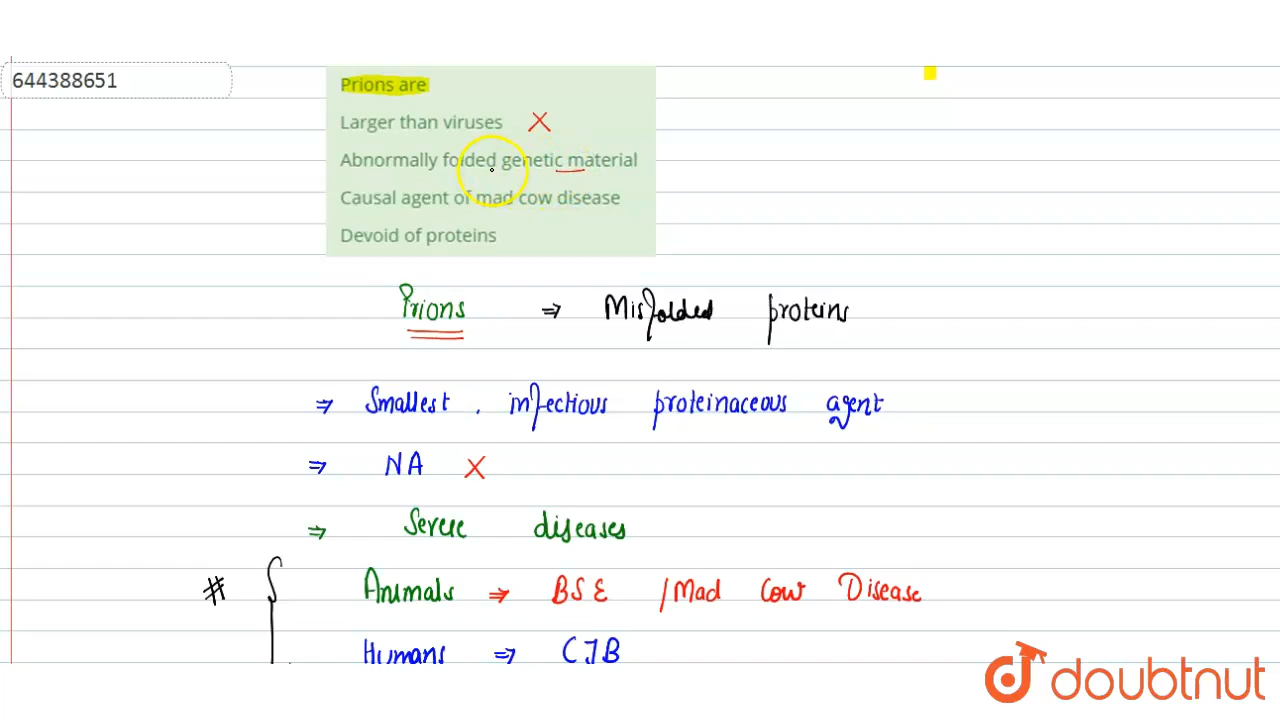 644388651
Prions are
Larger than viruses X
Abnormally folded genetic material
Causal agent of mad cow disease
Devoid of proteins
Prions ⇒ Misfolded proteins
⇒ Smallest . infectious proteinaceous agent
⇒ NA X
⇒ Severe diseases
# { Animals ⇒ BSE / Mad Cow Disease
Humans ⇒ CJB
doubtnut